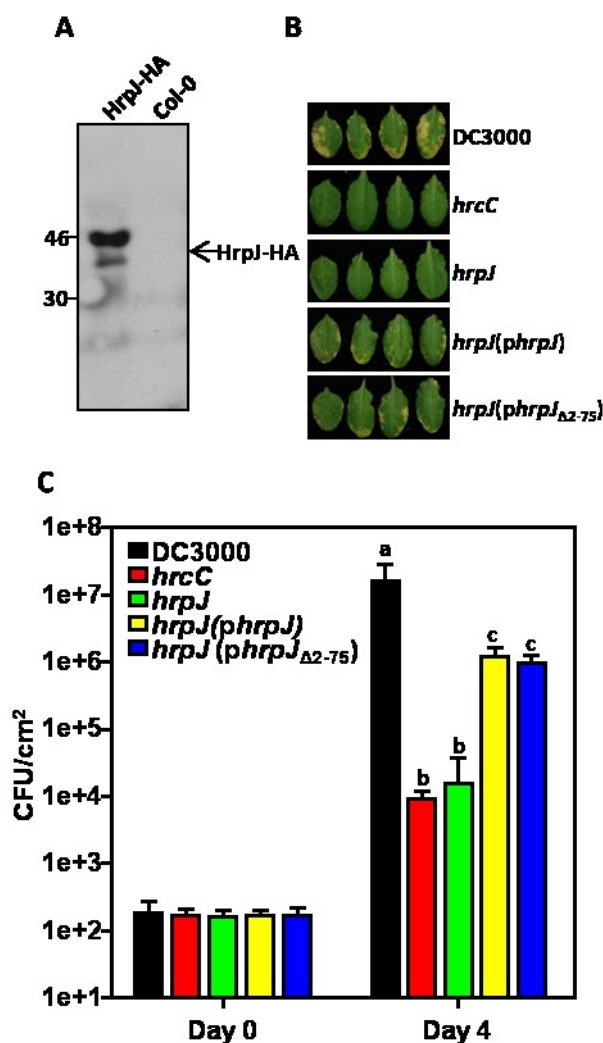 A
B
HrpJ-HA
Col-0
46
30
HrpJ-HA
DC3000
hrcC
hrpJ
hrpJ(phrpJ)
hrpJ(phrpJΔ2-75)
C
CFU/cm²
1e+8
1e+7
1e+6
1e+5
1e+4
1e+3
1e+2
1e+1
DC3000
hrcC
hrpJ
hrpJ(phrpJ)
hrpJ (phrpJΔ2-75)
a
b
b
c
c
Day 0
Day 4